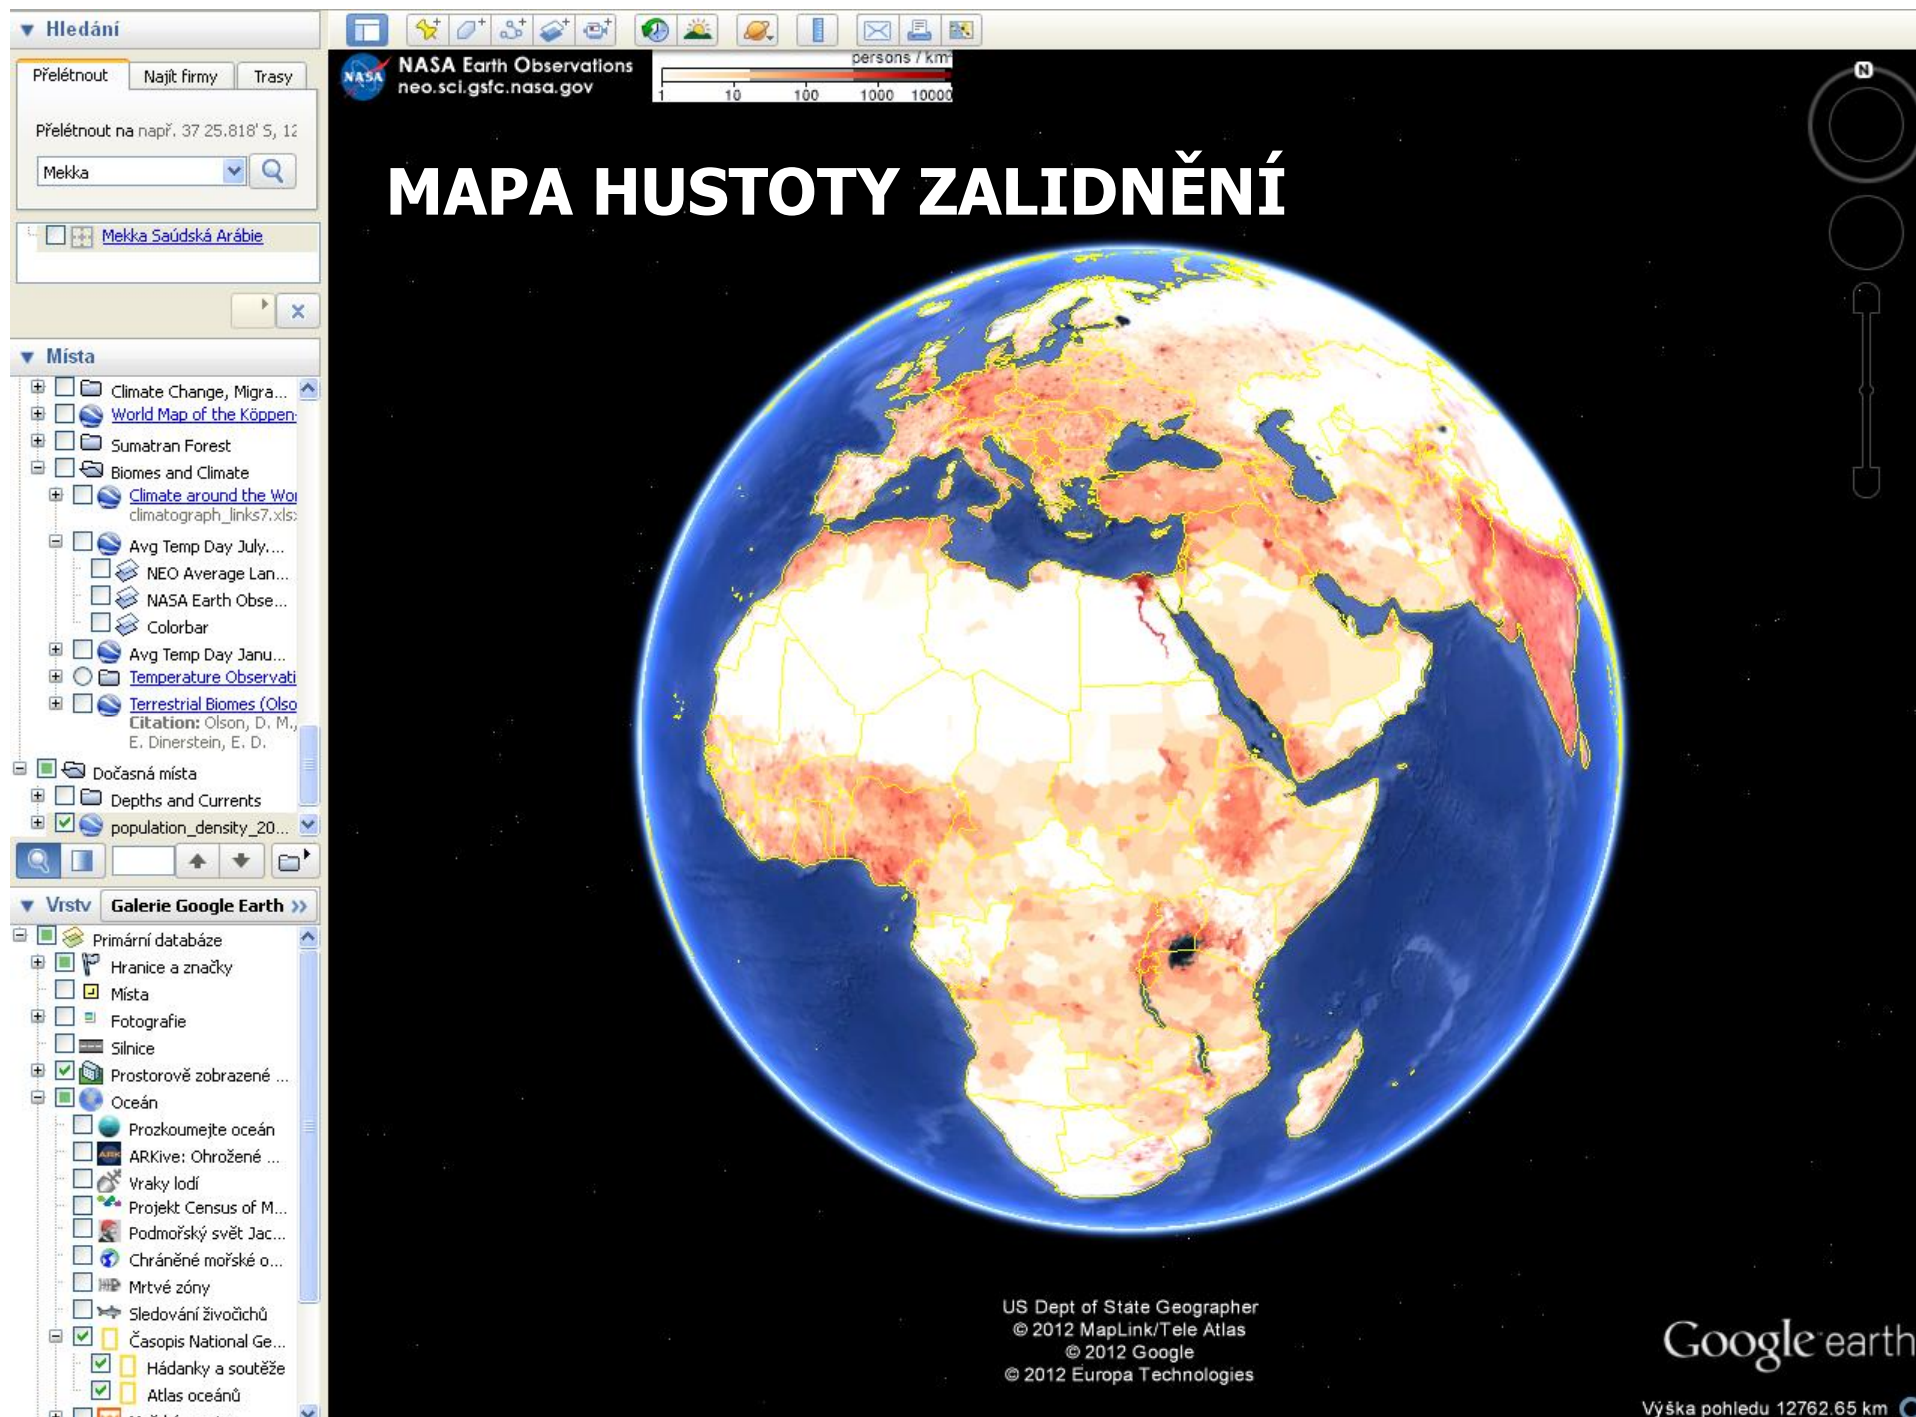 Hledání
Přelétnout
Najít firmy
Trasy
Přelétnout na např. 37 25.818' S, 12
Mekka
Mekka Saúdská Arábie
Místa
Climate Change, Migra...
World Map of the Köppen-
Sumatran Forest
Biomes and Climate
Climate around the Wor
climatograph_links7.xls
Avg Temp Day July....
NEO Average Lan...
NASA Earth Obse...
Colorbar
Avg Temp Day Janu...
Temperature Observati
Terrestrial Biomes (Olso
Citation: Olson, D. M.,
E. Dinerstein, E. D.
Dočasná místa
Depths and Currents
population_density_20...
Vrstv
Galerie Google Earth >>
Primární databáze
Hranice a značky
Místa
Fotografie
Silnice
Prostorově zobrazené ...
Oceán
Prozkoumejte oceán
ARKive: Ohrožené ...
Vraky lodí
Projekt Census of M...
Podmořský svět Jac...
Chráněné mořské o...
Mrtvé zóny
Sledování živočichů
Časopis National Ge...
Hádanky a soutěže
Atlas oceánů
NASA
NASA Earth Observations
neo.sci.gsfc.nasa.gov
persons / km²
1 10 100 1000 10000
MAPA HUSTOTY ZALIDNĚNÍ
N
US Dept of State Geographer
© 2012 MapLink/Tele Atlas
© 2012 Google
© 2012 Europa Technologies
Google earth
Výška pohledu 12762.65 km